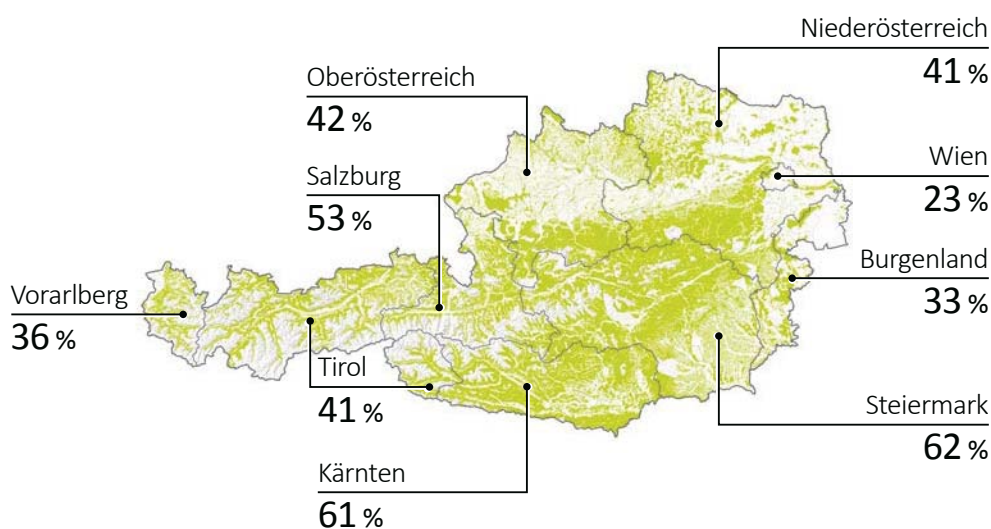 Niederösterreich
41 %
Oberösterreich
42 %
Wien
23 %
Salzburg
53 %
Burgenland
33 %
Vorarlberg
36 %
Tirol
41 %
Steiermark
62 %
Kärnten
61 %